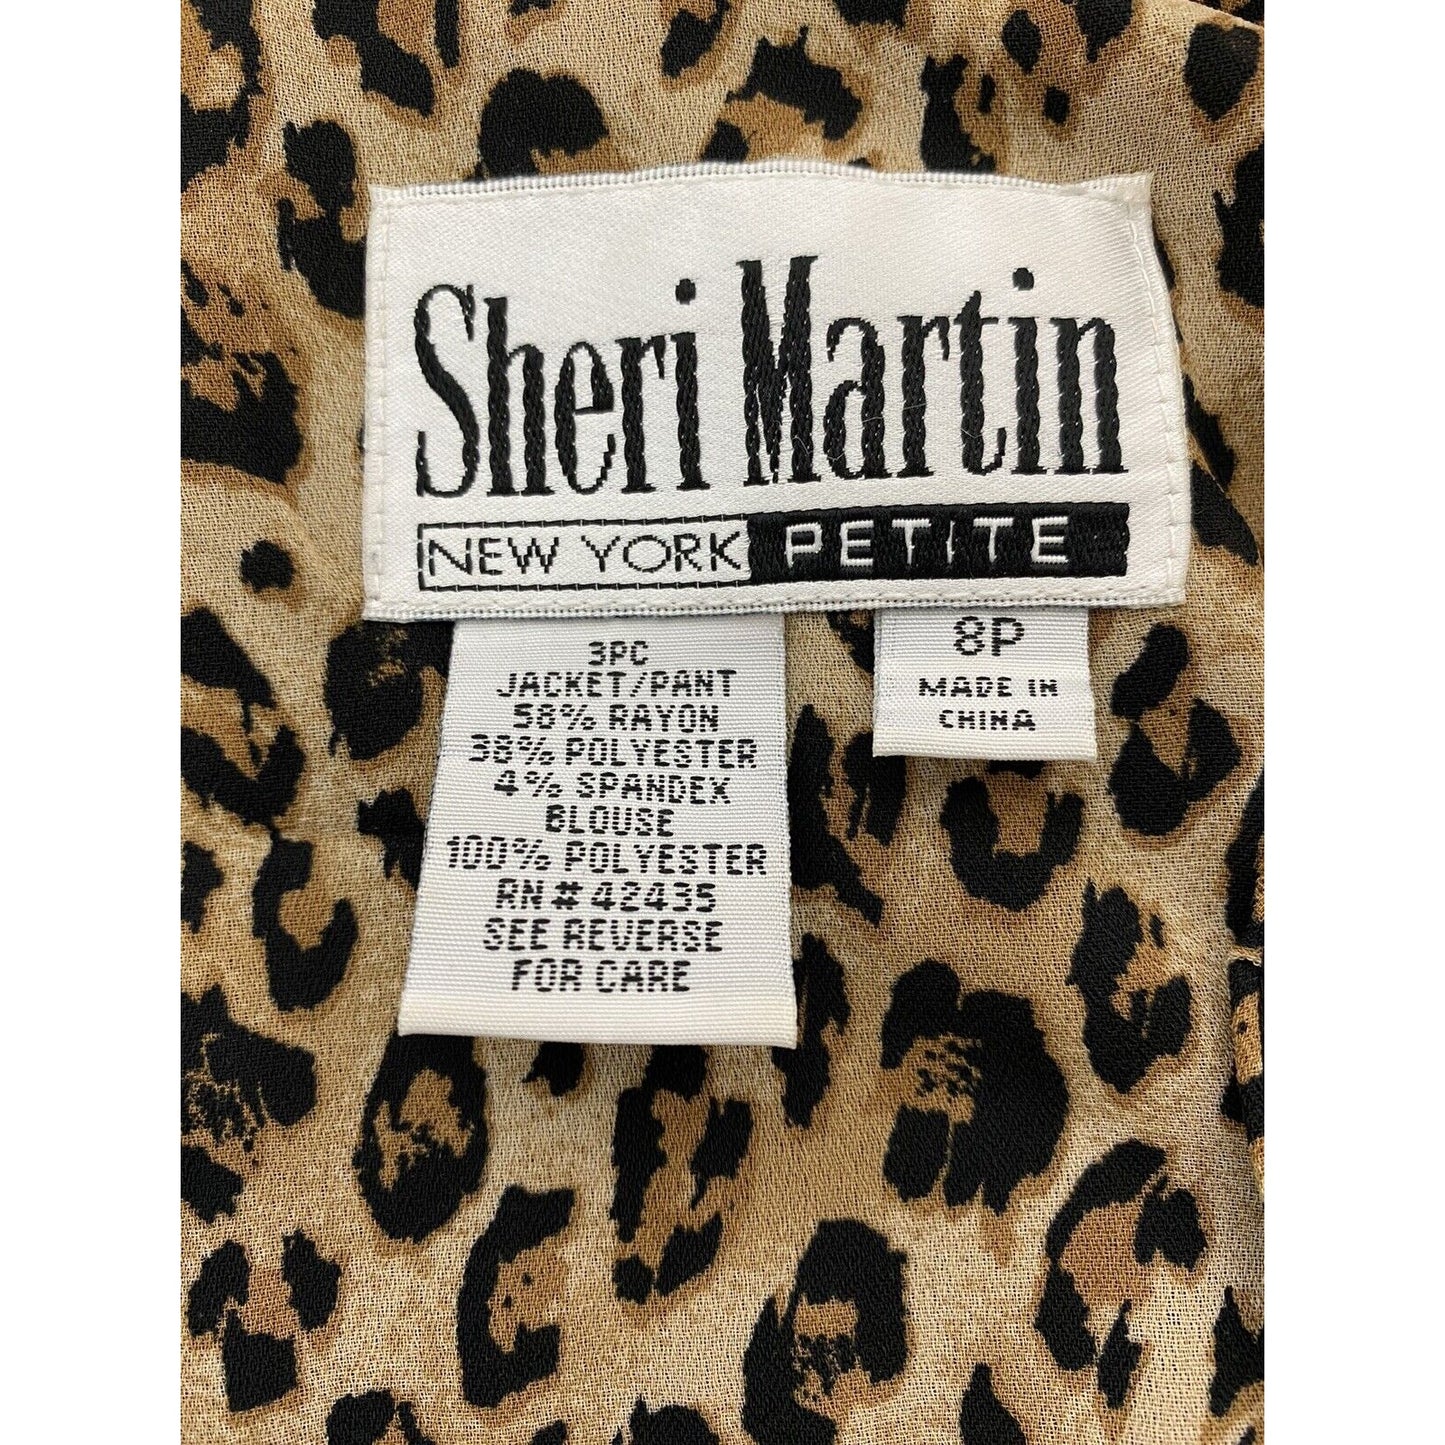 Sheri Martin
NEW YORK PETITE
3PC
JACKET/PANT
58% RAYON
38% POLYESTER
4% SPANDEX
BLOUSE
100% POLYESTER
RN # 42435
SEE REVERSE
FOR CARE
8P
MADE IN
CHINA